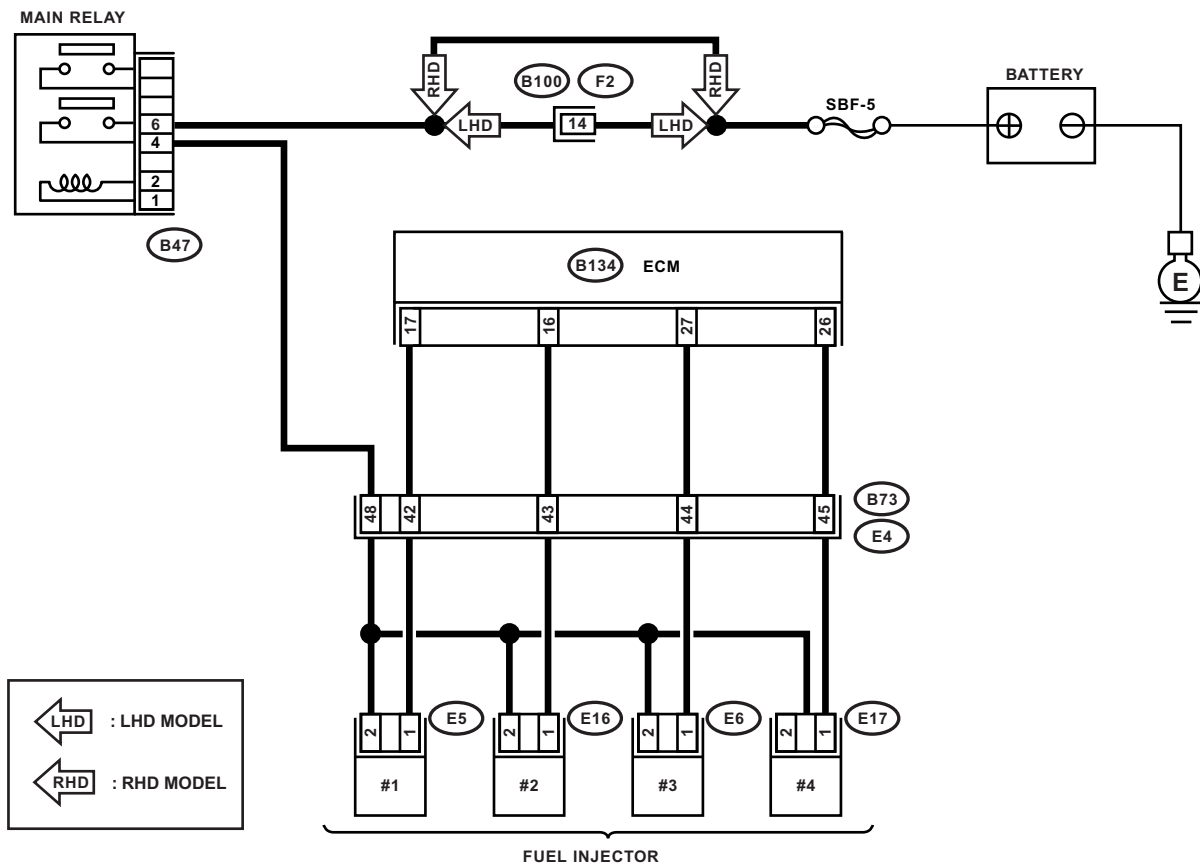 MAIN RELAY
BATTERY
SBF-5
B100 F2
RHD RHD
LHD 14 LHD
6
4
2
1
B47
E
B134 ECM
17 16 27 26
48 42 43 44 45
B73
E4
2 1 E5 2 1 E16 2 1 E6 2 1 E17
#1 #2 #3 #4
LHD : LHD MODEL
RHD : RHD MODEL
FUEL INJECTOR